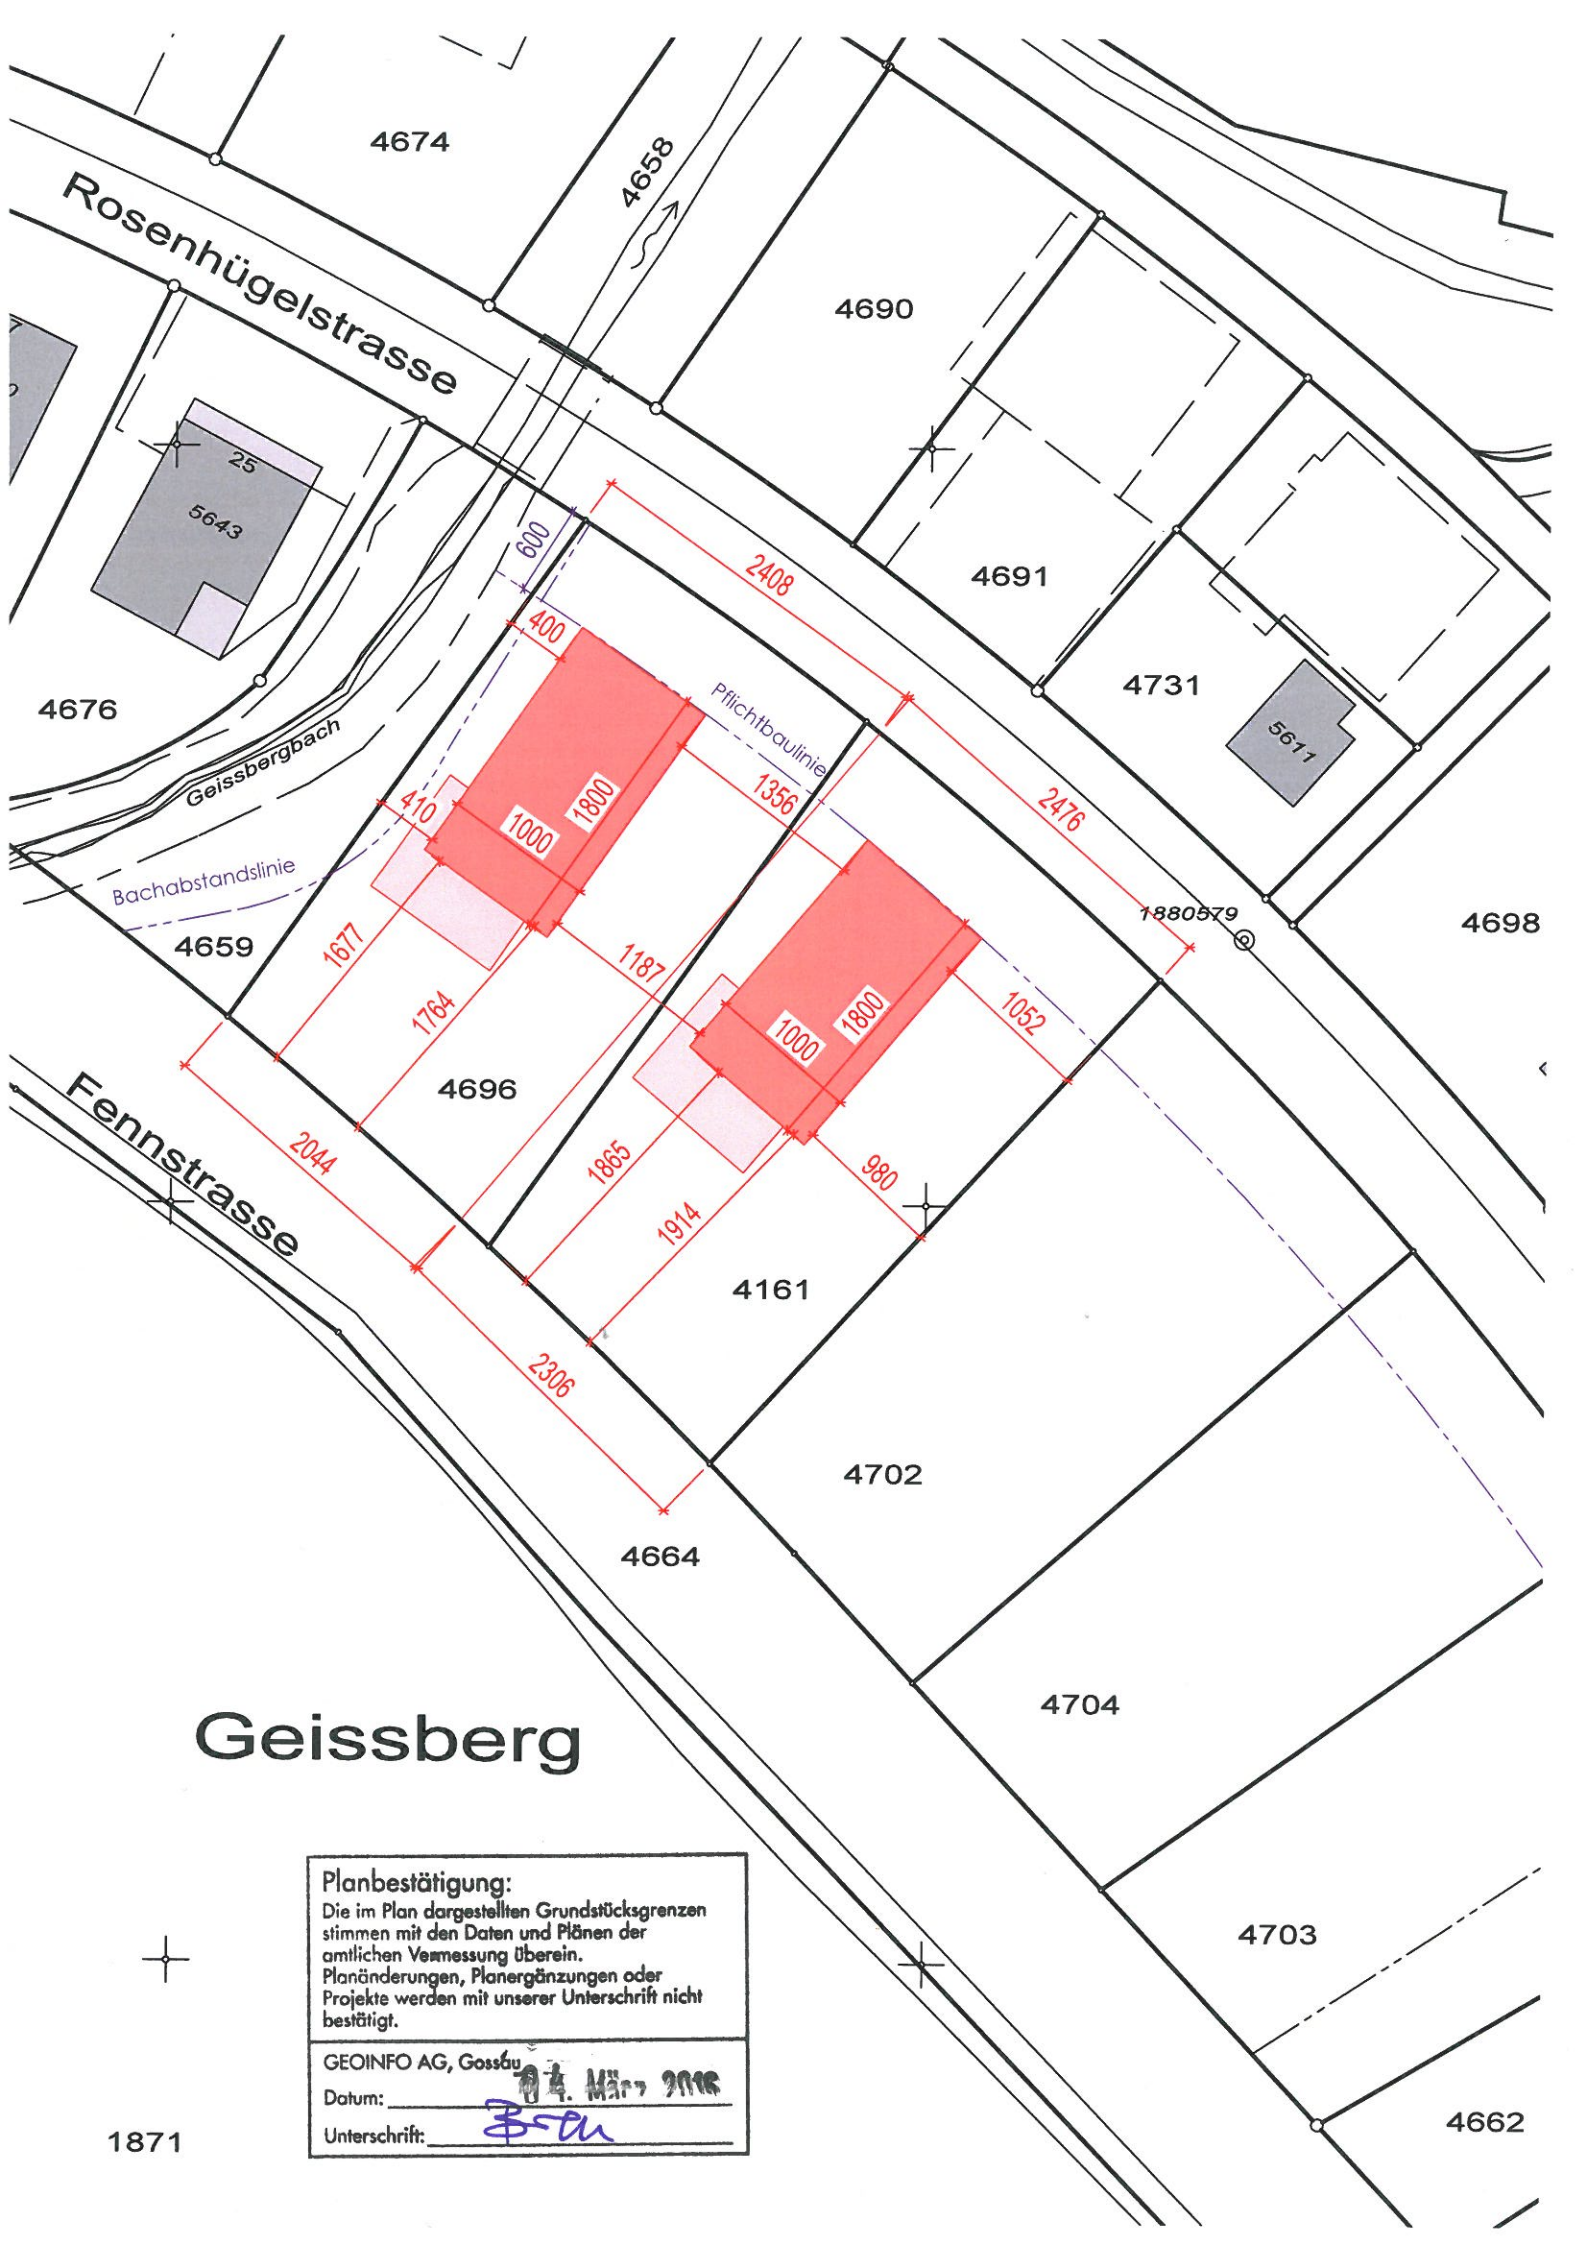 4674
4658
Rosenhügelstrasse
4690
25
5643
600
2408
4691
400
4731
4676
Pflichtbaulinie
5611
Geissbergbach
410
1000
1800
1356
2476
Bachabstandslinie
1880579
4698
4659
1677
1187
1764
1000
1800
1052
4696
Fennstrasse
2044
1865
980
1914
4161
2306
4702
4664
4704
Geissberg
Planbestätigung:
Die im Plan dargestellten Grundstücksgrenzen
stimmen mit den Daten und Plänen der
amtlichen Vermessung überein.
Planänderungen, Planergänzungen oder
Projekte werden mit unserer Unterschrift nicht
bestätigt.
4703
GEOINFO AG, Gossau
Datum: März
Unterschrift:
1871
4662